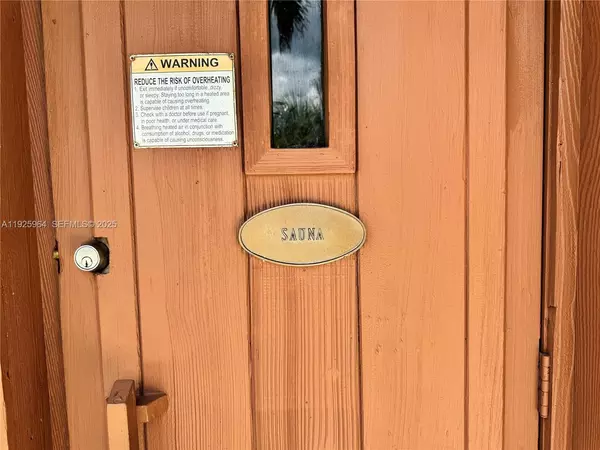 WARNING
REDUCE THE RISK OF OVERHEATING
1. Exit immediately if uncomfortable, dizzy,
or sleepy. Staying too long in a heated area
is capable of causing overheating.
2. Supervise children at all times.
3. Check with a doctor before use if pregnant,
in poor health, or under medical care.
4. Breathing heated air in conjunction with
consumption of alcohol, drugs, or medication
is capable of causing unconsciousness.
SAUNA
A11925964 SEFMLS © 2025